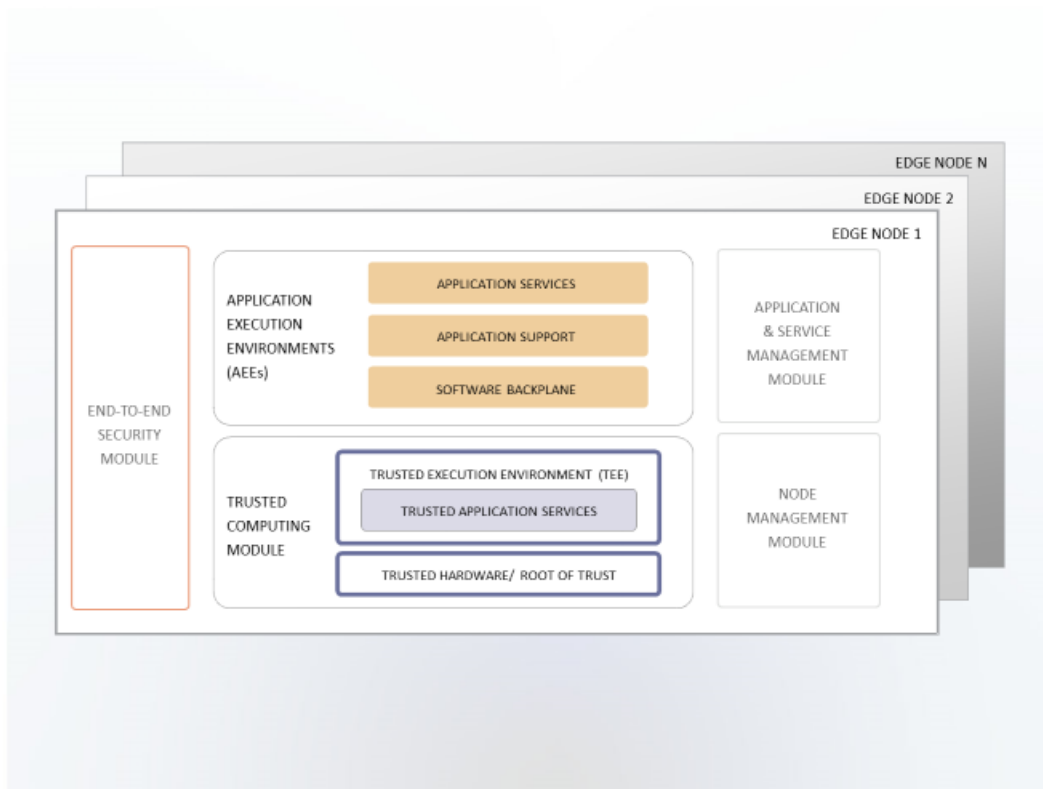 EDGE NODE N
EDGE NODE 2
EDGE NODE 1
END-TO-END
SECURITY
MODULE
APPLICATION
EXECUTION
ENVIRONMENTS
(AEEs)
APPLICATION SERVICES
APPLICATION SUPPORT
SOFTWARE BACKPLANE
APPLICATION
& SERVICE
MANAGEMENT
MODULE
TRUSTED
COMPUTING
MODULE
TRUSTED EXECUTION ENVIRONMENT (TEE)
TRUSTED APPLICATION SERVICES
TRUSTED HARDWARE/ ROOT OF TRUST
NODE
MANAGEMENT
MODULE